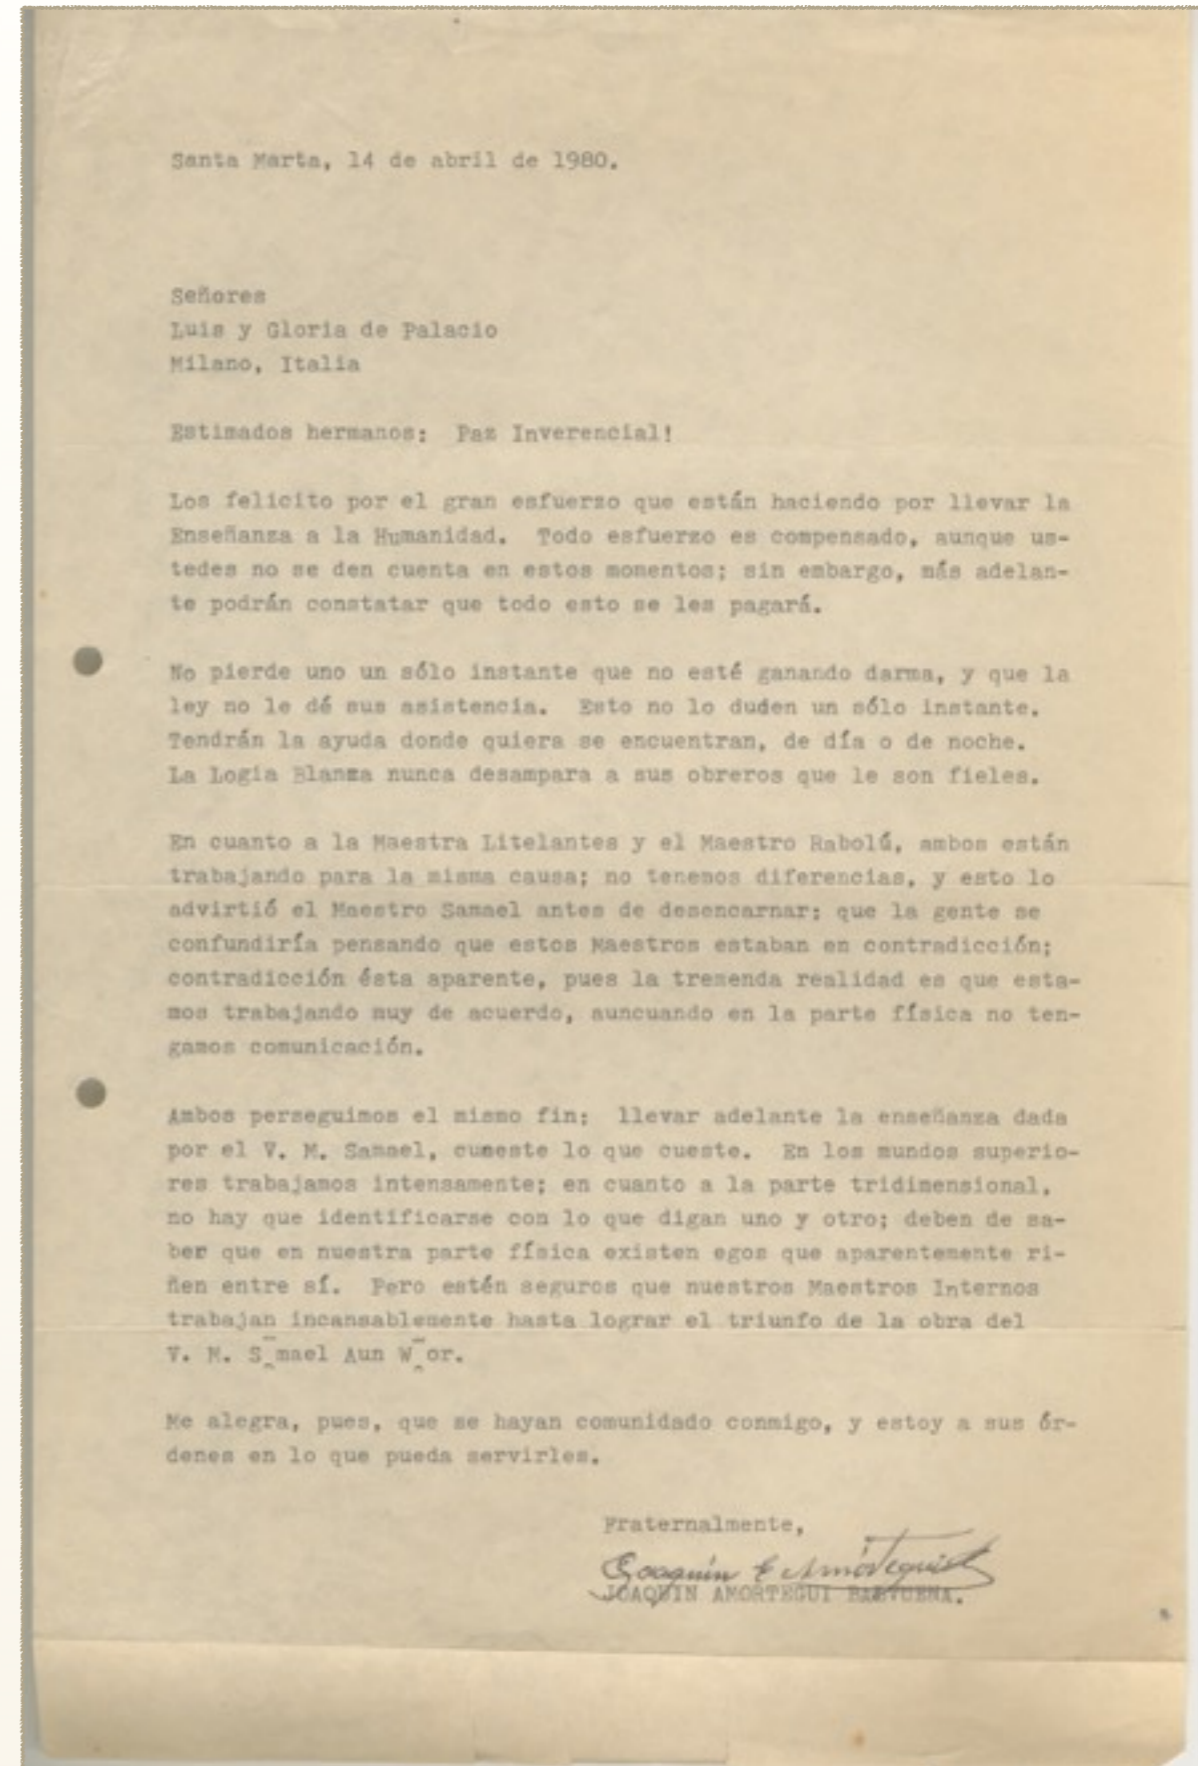 Santa Marta, 14 de abril de 1980.
Señores
Luis y Gloria de Palacio
Milano, Italia
Estimados hermanos: Paz Inverencial!
Los felicito por el gran esfuerzo que están haciendo por llevar la
Enseñanza a la Humanidad. Todo esfuerzo es compensado, aunque us-
tedes no se den cuenta en estos momentos; sin embargo, más adelan-
te podrán constatar que todo esto se les pagará.
No pierde uno un sólo instante que no esté ganando darma, y que la
ley no le dé sus asistencia. Esto no lo duden un sólo instante.
Tendrán la ayuda donde quiera se encuentran, de día o de noche.
La Logia Blanca nunca desampara a sus obreros que le son fieles.
En cuanto a la Maestra Litelantes y el Maestro Rabolú, ambos están
trabajando para la misma causa; no tenemos diferencias, y esto lo
advirtió el Maestro Samael antes de desencarnar; que la gente se
confundiría pensando que estos Maestros estaban en contradicción;
contradicción ésta aparente, pues la tremenda realidad es que esta-
mos trabajando muy de acuerdo, auncuando en la parte física no ten-
gamos comunicación.
Ambos perseguimos el mismo fin: llevar adelante la enseñanza dada
por el V. M. Samael, cumeste lo que cueste. En los mundos superio-
res trabajamos intensamente; en cuanto a la parte tridimensional,
no hay que identificarse con lo que digan uno y otro; deben de sa-
ber que en nuestra parte física existen egos que aparentemente ri-
ñen entre sí. Pero estén seguros que nuestros Maestros Internos
trabajan incansablemente hasta lograr el triunfo de la obra del
V. M. S_mael Aun W_or.
Me alegra, pues, que se hayan comunidado conmigo, y estoy a sus ór-
denes en lo que pueda servirles.
Fraternalmente,
Joaquín E Amórtegui
JOAQUIN AMORTEGUI